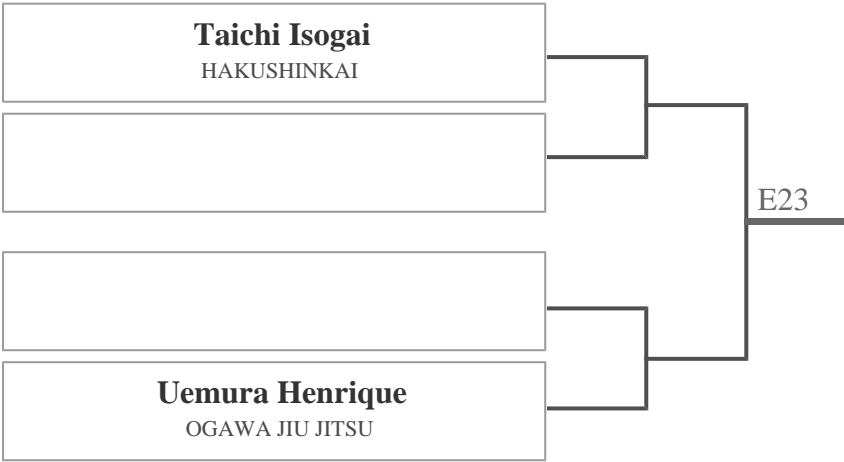 Taichi Isogai
HAKUSHINKAI
E23
Uemura Henrique
OGAWA JIU JITSU